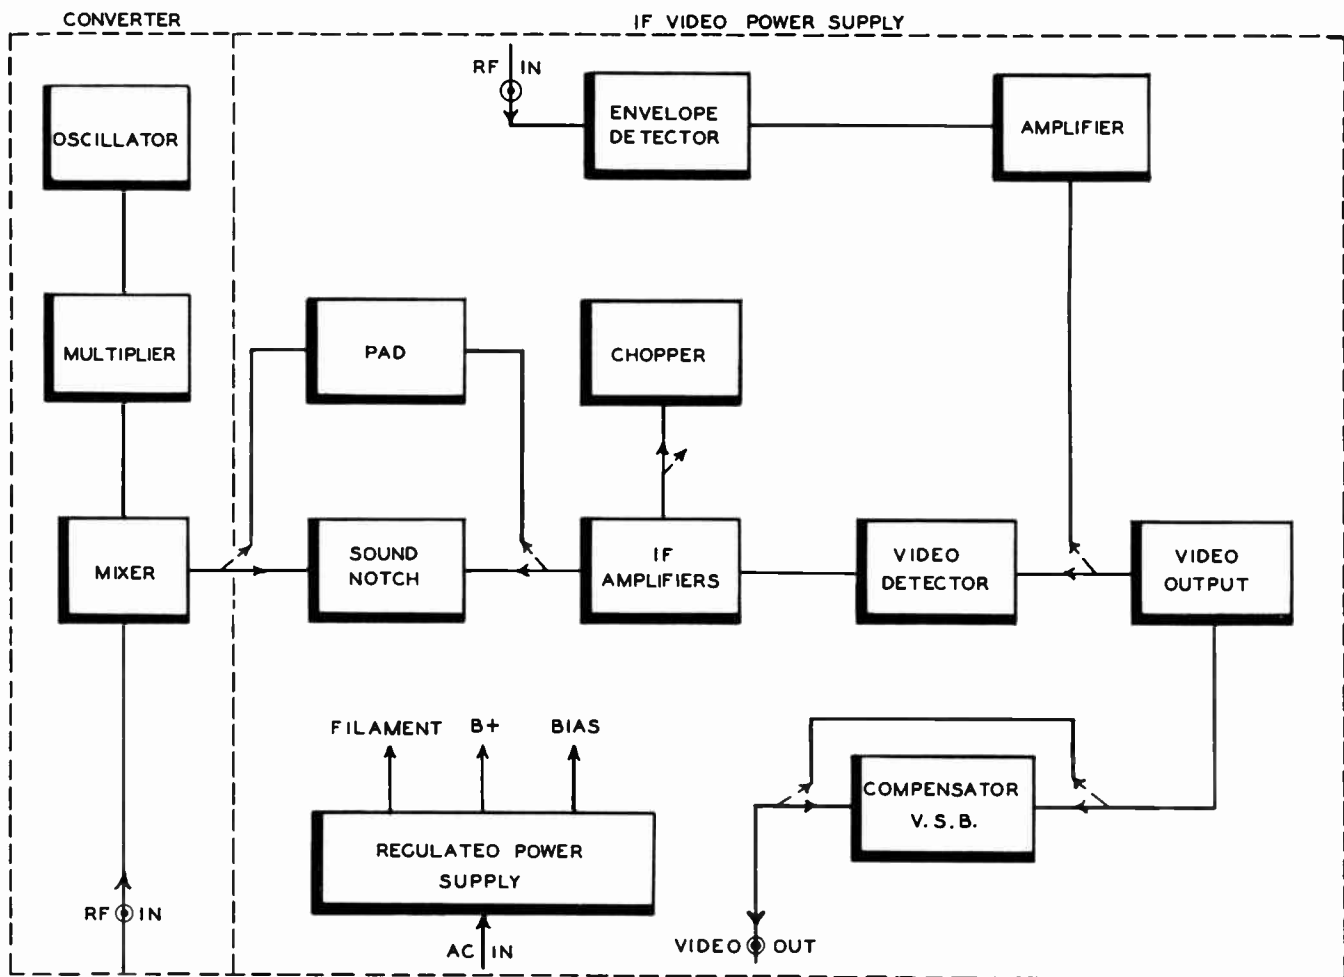 CONVERTER
IF VIDEO POWER SUPPLY
RF IN
OSCILLATOR
ENVELOPE
DETECTOR
AMPLIFIER
MULTIPLIER
PAD
CHOPPER
MIXER
SOUND
NOTCH
IF
AMPLIFIERS
VIDEO
DETECTOR
VIDEO
OUTPUT
FILAMENT
B+
BIAS
COMPENSATOR
V.S.B.
REGULATED POWER
SUPPLY
RF IN
AC IN
VIDEO OUT